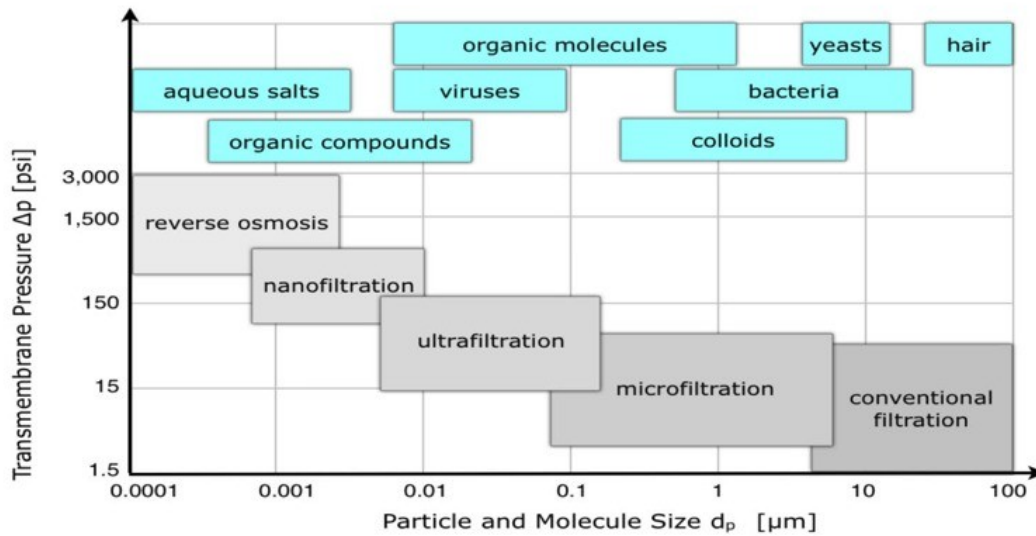 organic molecules
yeasts
hair
aqueous salts
viruses
bacteria
organic compounds
colloids
Transmembrane Pressure Δp [psi]
3,000
1,500
150
15
1.5
reverse osmosis
nanofiltration
ultrafiltration
microfiltration
conventional
filtration
0.0001
0.001
0.01
0.1
1
10
100
Particle and Molecule Size dₚ [µm]